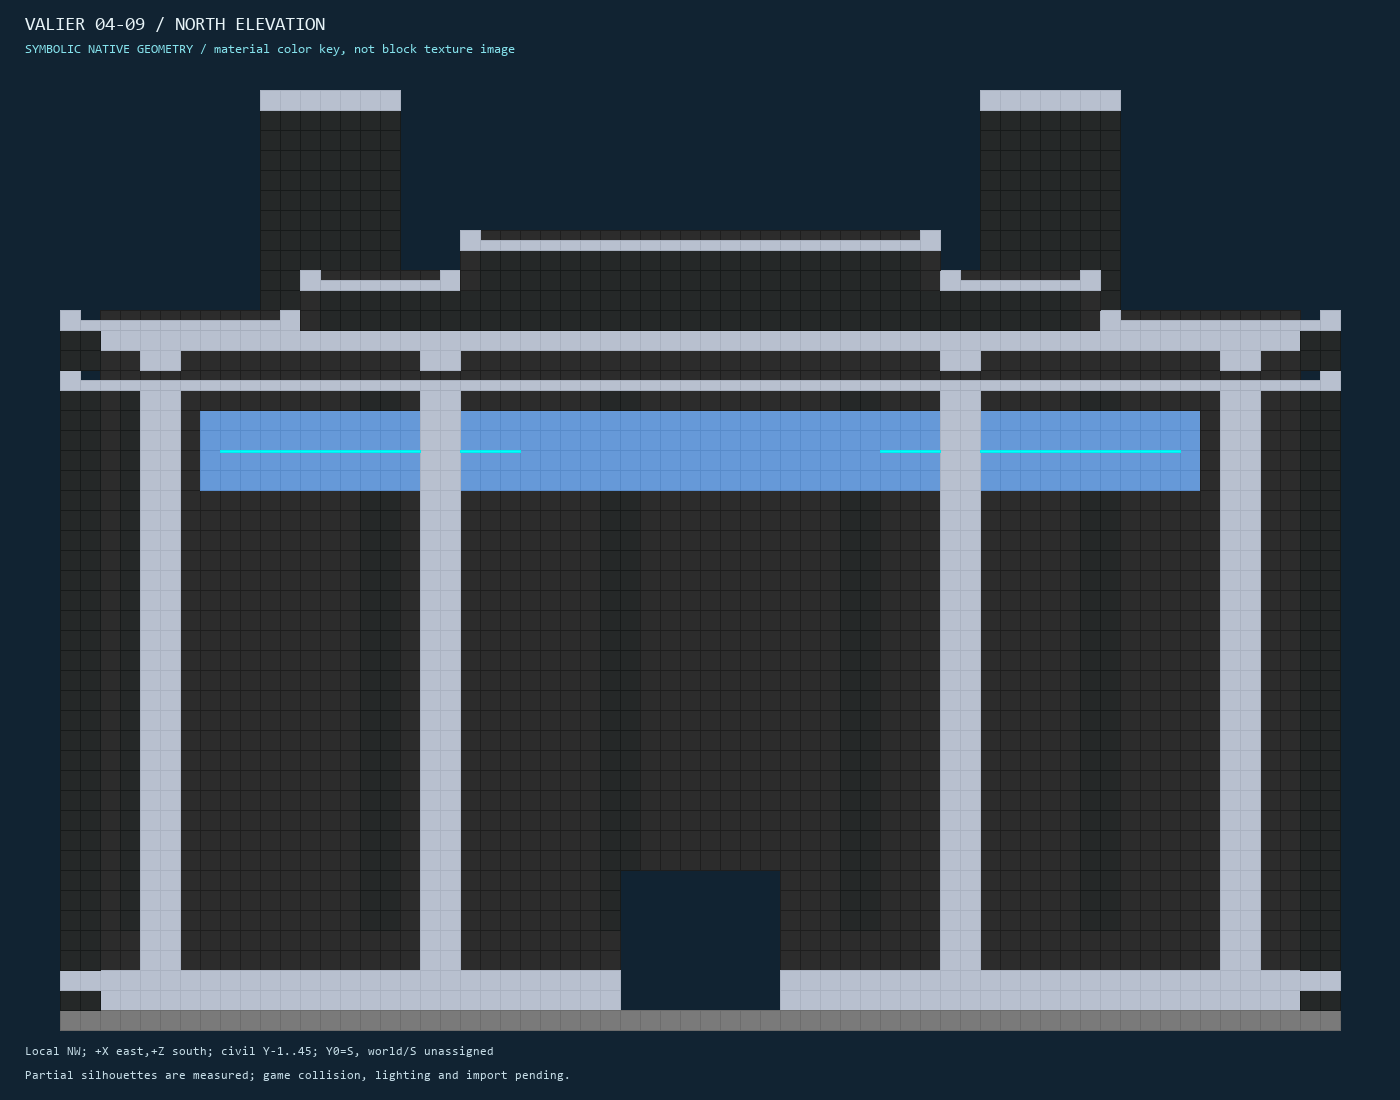 VALIER 04-09 / NORTH ELEVATION
SYMBOLIC NATIVE GEOMETRY / material color key, not block texture image
Local NW; +X east,+Z south; civil Y-1..45; Y0=S, world/S unassigned
Partial silhouettes are measured; game collision, lighting and import pending.